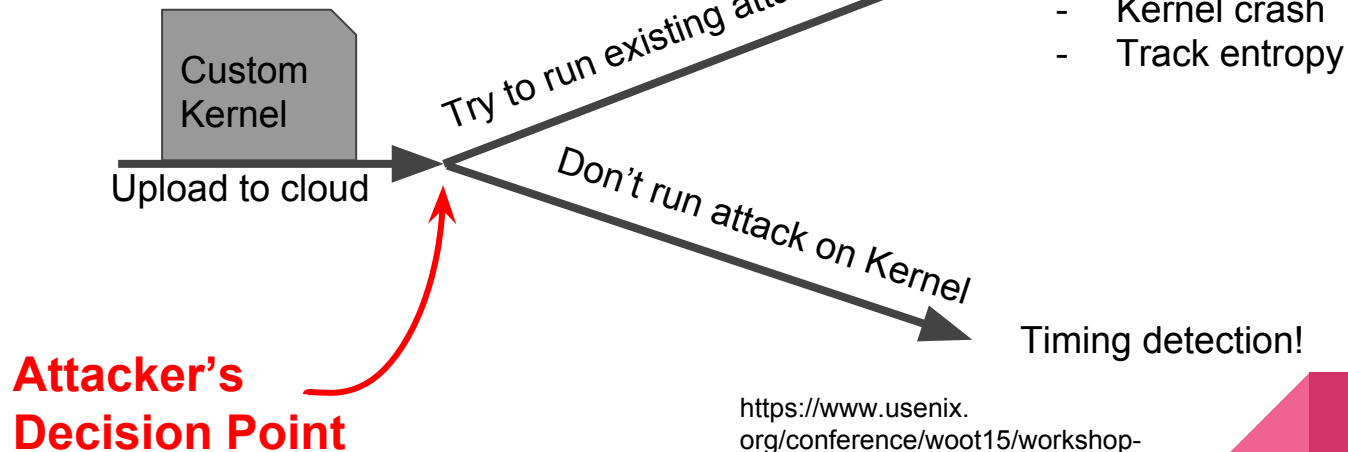 - Kernel crash
- Track entropy
Try to run existing
Custom
Kernel
Upload to cloud
Don't run attack on Kernel
Timing detection!
Attacker's
Decision Point
https://www.usenix.
org/conference/woot15/workshop-